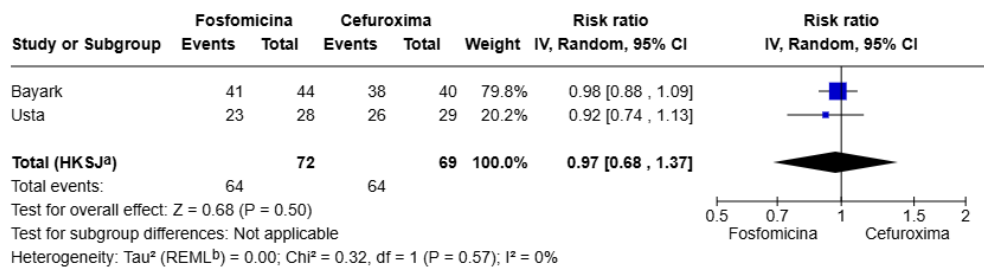 Fosfomicina Cefuroxima Risk ratio Risk ratio
Study or Subgroup Events Total Events Total Weight IV, Random, 95% CI IV, Random, 95% CI
Bayark 41 44 38 40 79.8% 0.98 [0.88 , 1.09]
Usta 23 28 26 29 20.2% 0.92 [0.74 , 1.13]
Total (HKSJᵃ) 72 69 100.0% 0.97 [0.68 , 1.37]
Total events: 64 64
Test for overall effect: Z = 0.68 (P = 0.50)
0.5 0.7 1 1.5 2
Test for subgroup differences: Not applicable
Fosfomicina Cefuroxima
Heterogeneity: Tau² (REMLᵇ) = 0.00; Chi² = 0.32, df = 1 (P = 0.57); I² = 0%